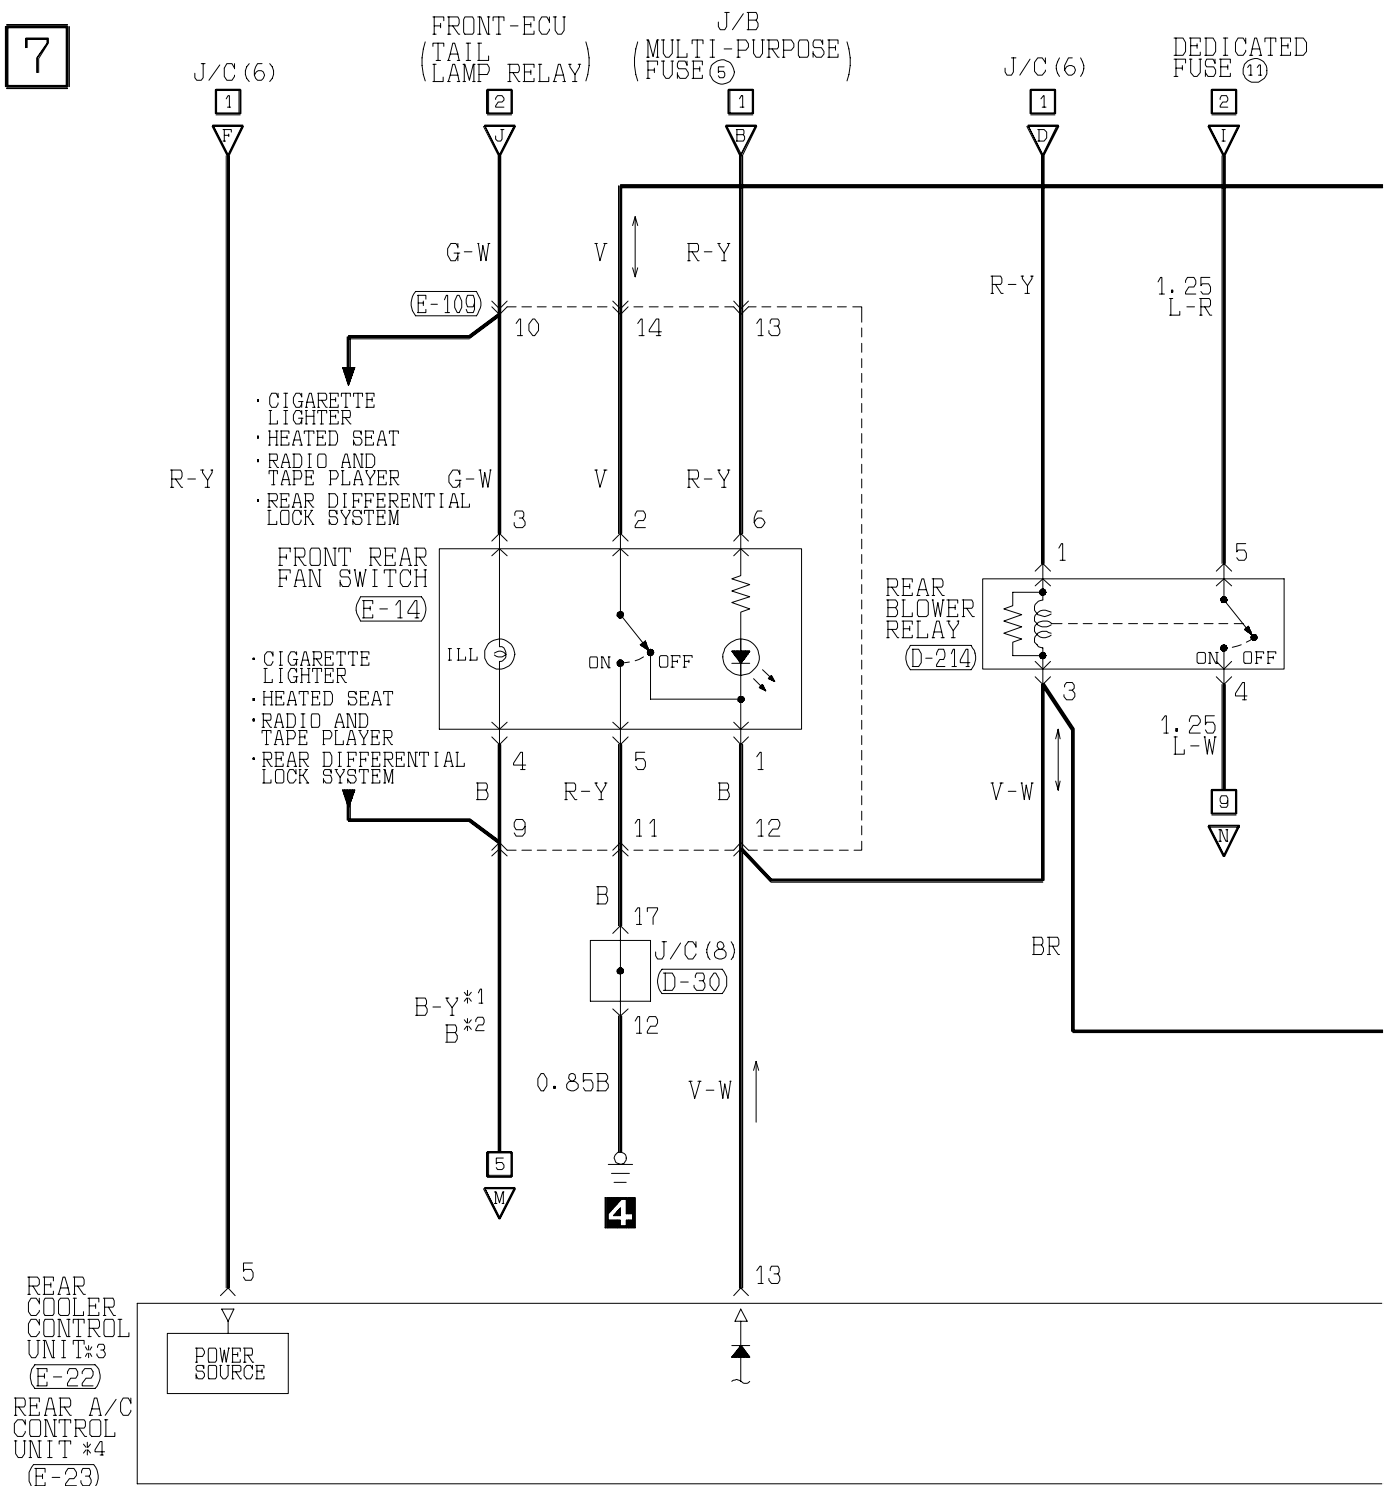 7
J/C(6)
FRONT-ECU
(TAIL
LAMP RELAY)
J/B
(MULTI-PURPOSE
FUSE⑤)
J/C(6)
DEDICATED
FUSE⑪
1
2
1
1
2
F
J
B
D
I
G-W
V
R-Y
R-Y
1.25
L-R
E-109
10
14
13
· CIGARETTE
LIGHTER
· HEATED SEAT
· RADIO AND
TAPE PLAYER
· REAR DIFFERENTIAL
LOCK SYSTEM
R-Y
G-W
V
R-Y
3
2
6
1
5
FRONT REAR
FAN SWITCH
E-14
REAR
BLOWER
RELAY
D-214
ILL
ON
OFF
ON
OFF
· CIGARETTE
LIGHTER
· HEATED SEAT
· RADIO AND
TAPE PLAYER
· REAR DIFFERENTIAL
LOCK SYSTEM
3
4
1.25
L-W
4
5
1
B
R-Y
B
V-W
9
N
9
11
12
B
17
J/C(8)
D-30
BR
B-Y*1
B*2
12
0.85B
V-W
5
M
4
5
13
REAR
COOLER
CONTROL
UNIT*3
E-22
REAR A/C
CONTROL
UNIT *4
E-23
POWER
SOURCE